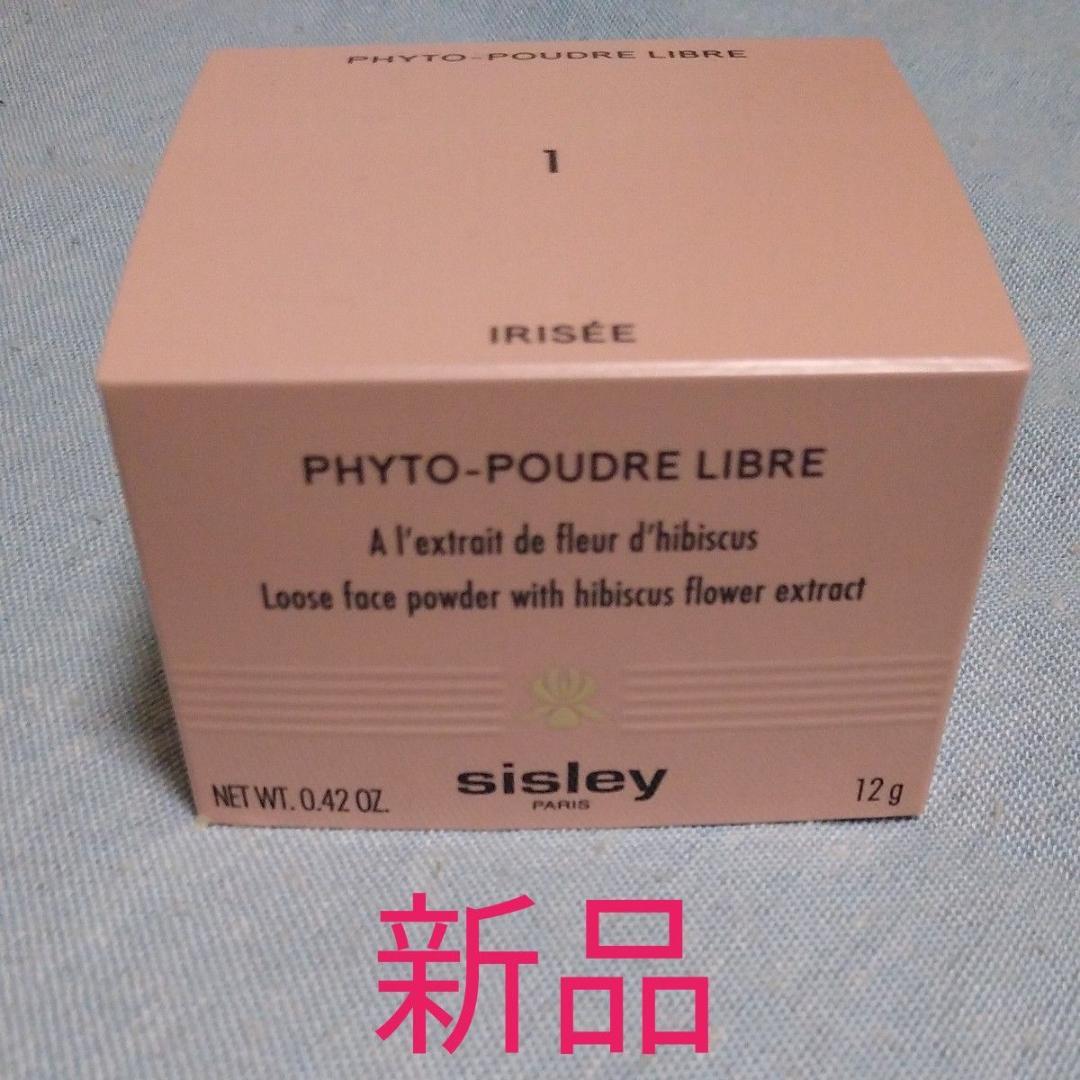 PHYTO-POUDRE LIBRE
1
IRISÉE
PHYTO-POUDRE LIBRE
A l'extrait de fleur d'hibiscus
Loose face powder with hibiscus flower extract
sisley
PARIS
NET WT. 0.42 OZ.
12 g
新品